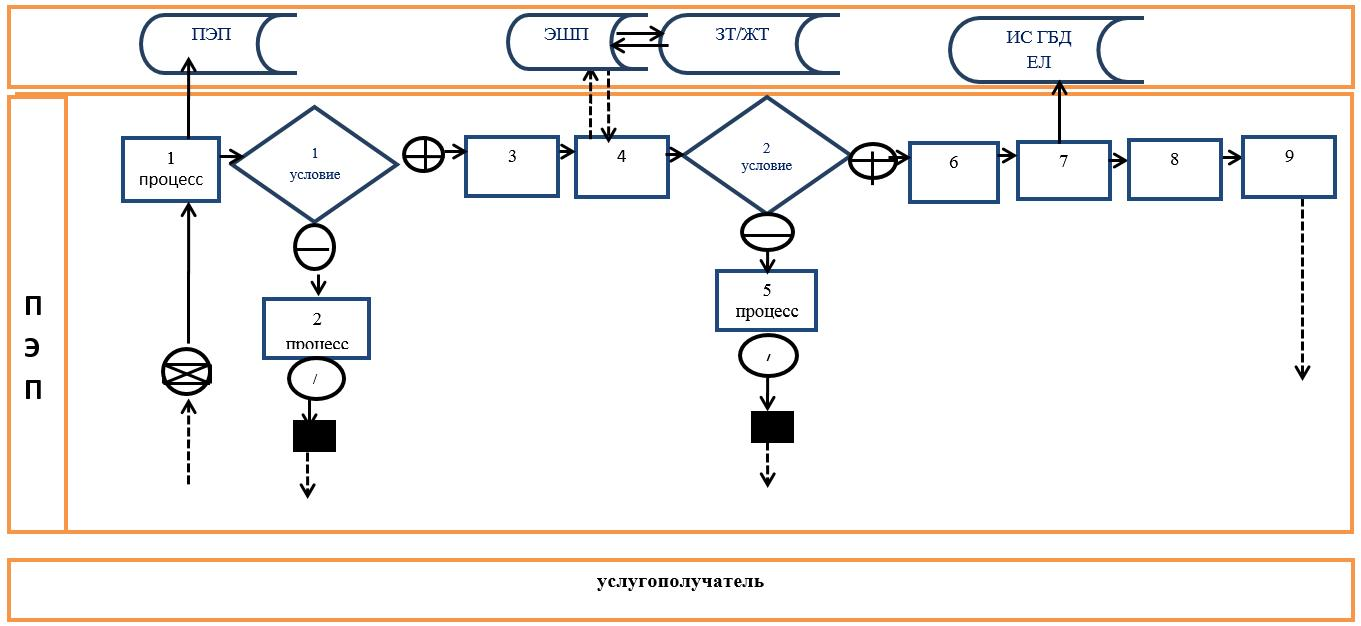 ПЭП
ЭШП
ЗТ/ЖТ
ИС ГБД
ЕЛ
1
процесс
1
условие
3
4
2
условие
6
7
8
9
2
процесс
/
5
процесс
П
Э
П
услугополучатель